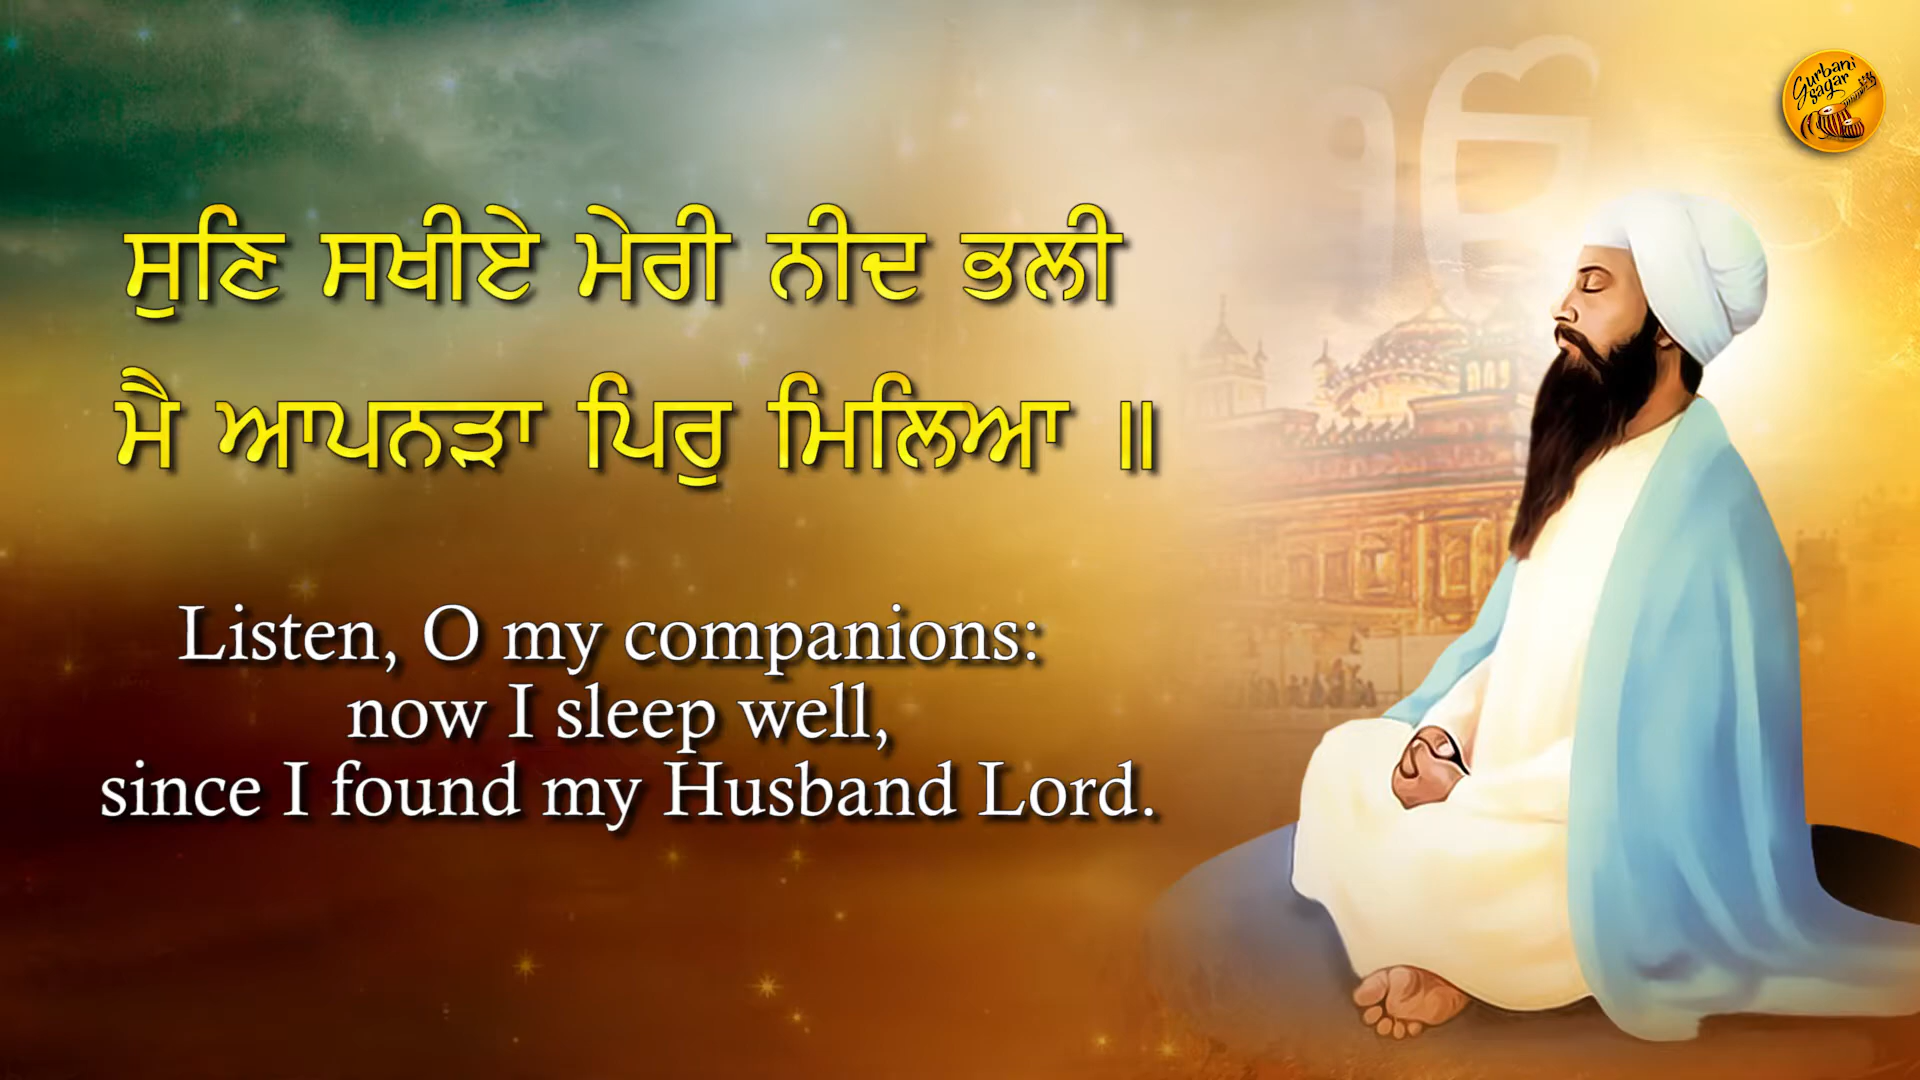 Gurbani
Sagar
ਸੁਣਿ ਸਖੀਏ ਮੇਰੀ ਨੀਦ ਭਲੀ
ਮੈ ਆਪਨੜਾ ਪਿਰੁ ਮਿਲਿਆ ॥
Listen, O my companions:
now I sleep well,
since I found my Husband Lord.